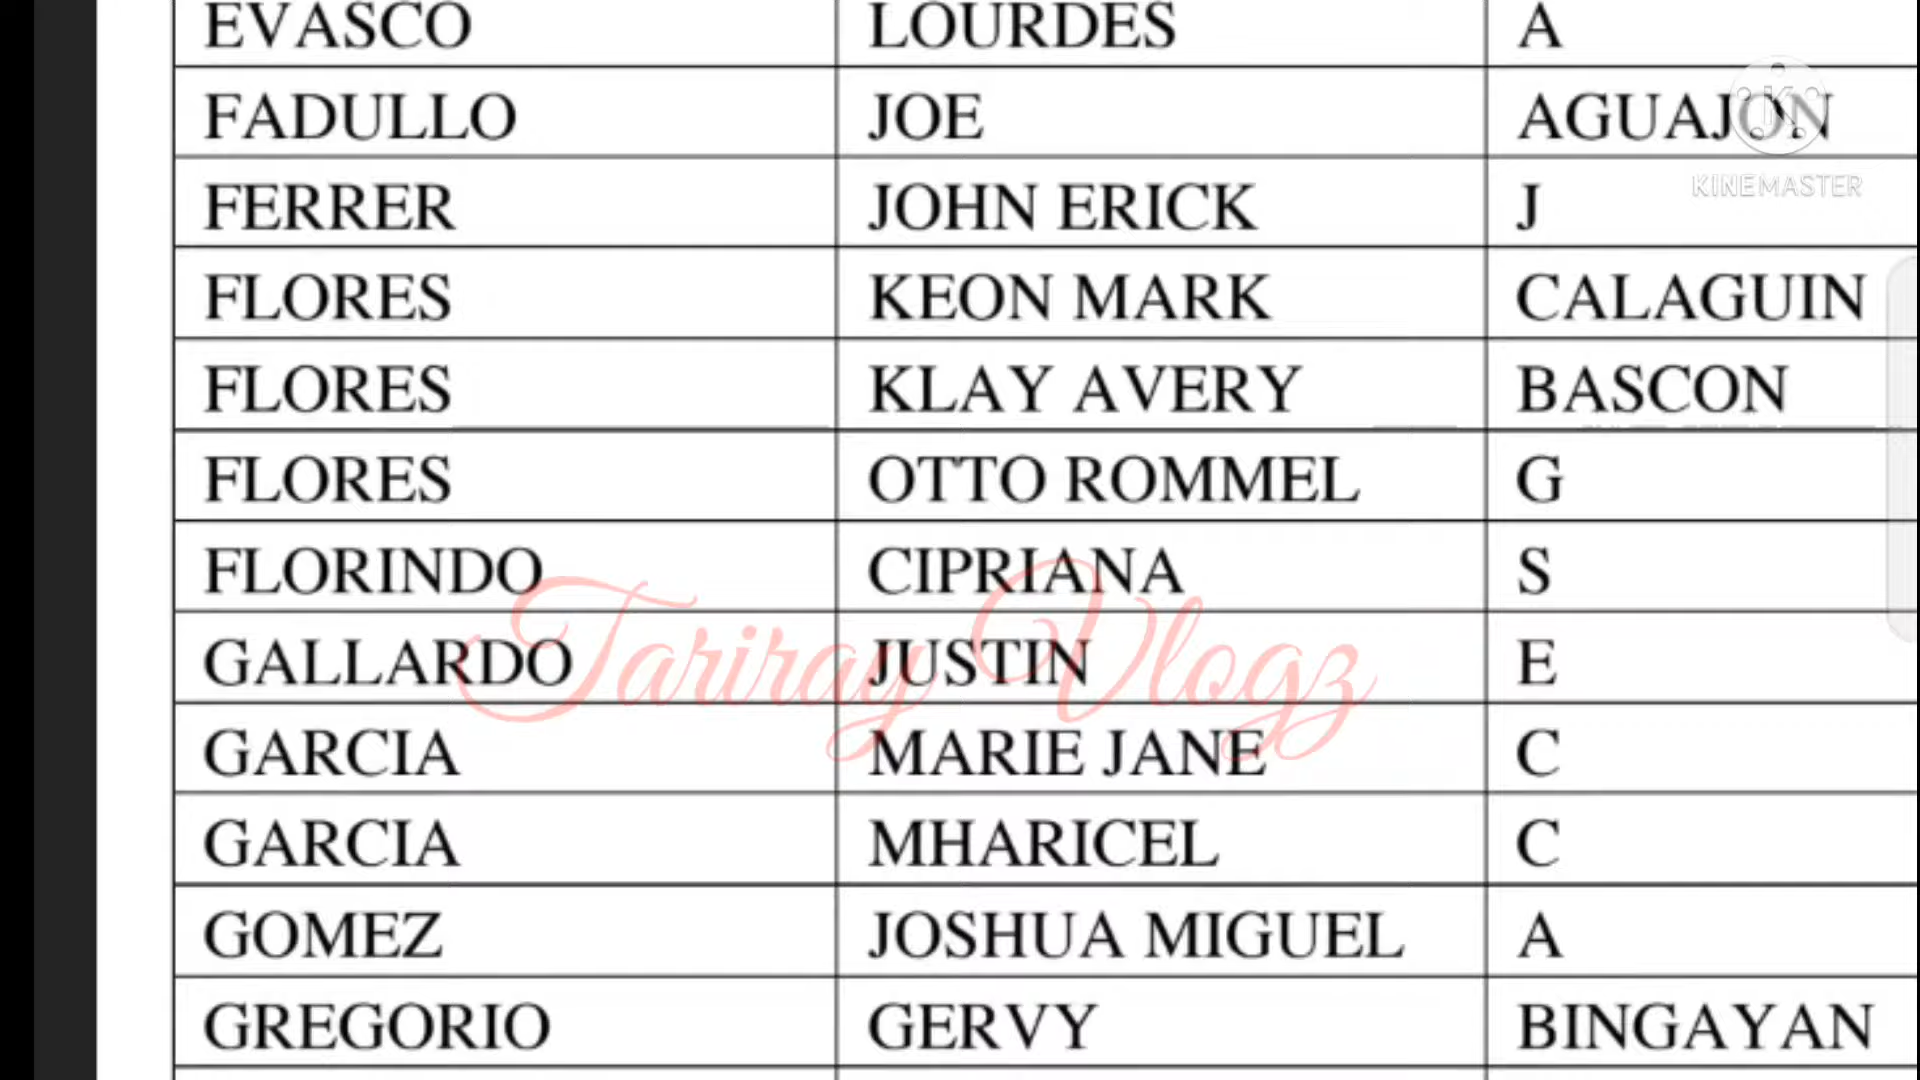 EVASCO LOURDES A
FADULLO JOE AGUAJON
KINEMASTER
FERRER JOHN ERICK J
FLORES KEON MARK CALAGUIN
FLORES KLAY AVERY BASCON
FLORES OTTO ROMMEL G
FLORINDO CIPRIANA S
Tariray Vlogz
GALLARDO JUSTIN E
GARCIA MARIE JANE C
GARCIA MHARICEL C
GOMEZ JOSHUA MIGUEL A
GREGORIO GERVY BINGAYAN